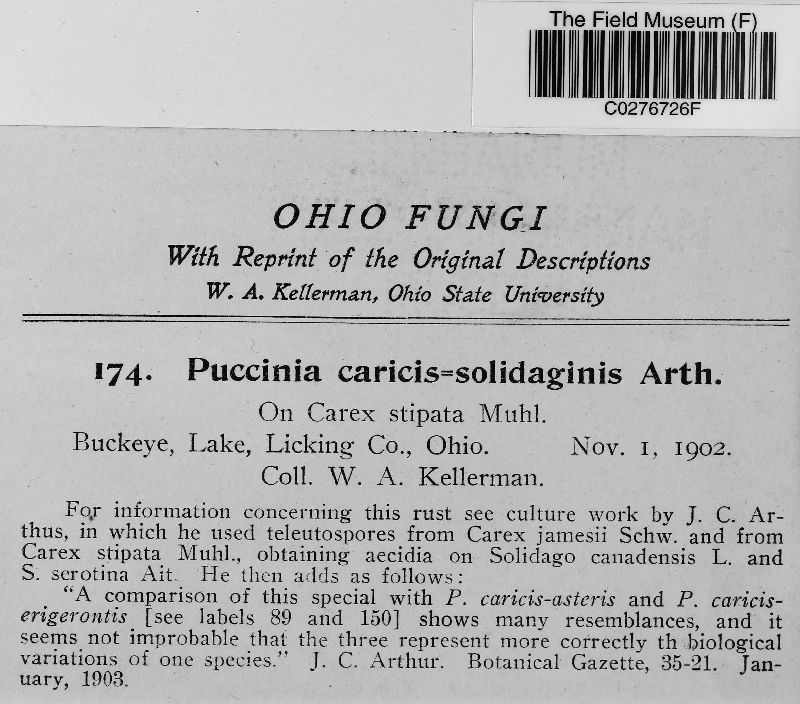 The Field Museum (F)
C0276726F
OHIO FUNGI
With Reprint of the Original Descriptions
W. A. Kellerman, Ohio State University
174. Puccinia caricis=solidaginis Arth.
On Carex stipata Muhl.
Buckeye, Lake, Licking Co., Ohio. Nov. 1, 1902.
Coll. W. A. Kellerman.
For information concerning this rust see culture work by J. C. Ar-
thus, in which he used teleutospores from Carex jamesii Schw. and from
Carex stipata Muhl., obtaining aecidia on Solidago canadensis L. and
S. serotina Ait. He then adds as follows:
"A comparison of this special with P. caricis-asteris and P. caricis-
erigerontis [see labels 89 and 150] shows many resemblances, and it
seems not improbable that the three represent more correctly th biological
variations of one species." J. C. Arthur. Botanical Gazette, 35-21. Jan-
uary, 1903.